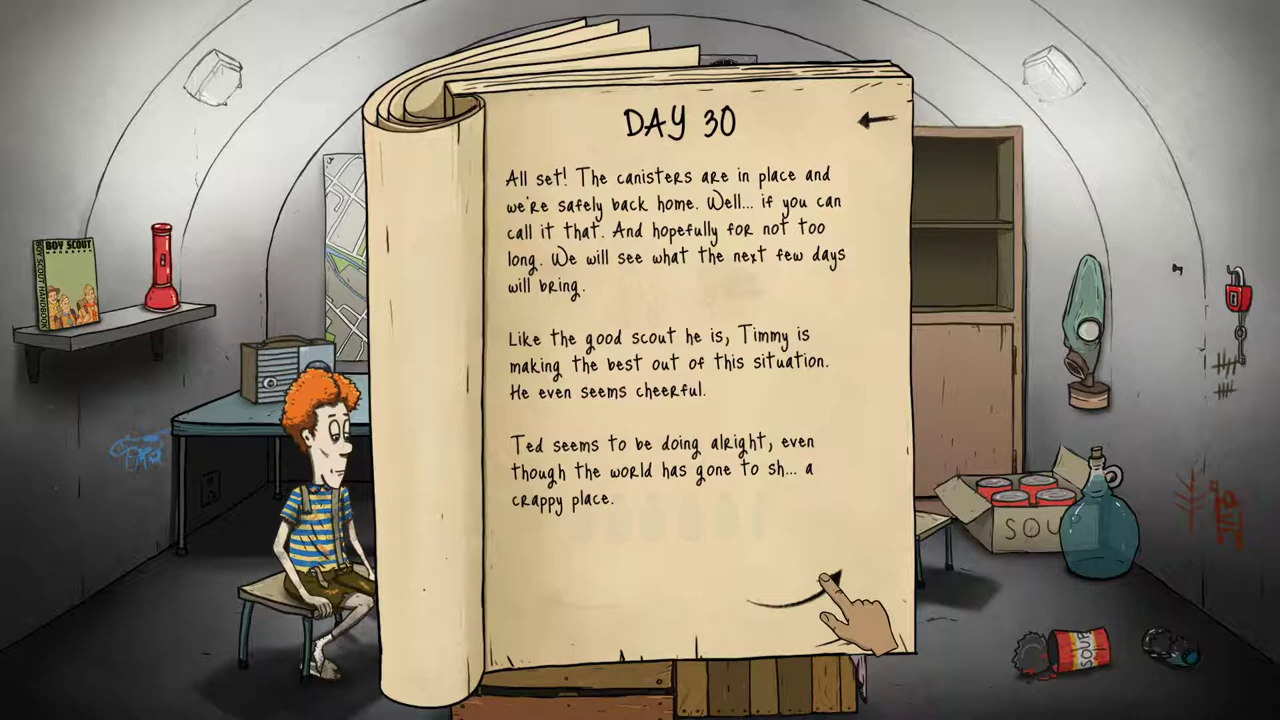 DAY 30
All set! The canisters are in place and
we're safely back home. Well... if you can
call it that. And hopefully for not too
long. We will see what the next few days
will bring.
Like the good scout he is, Timmy is
making the best out of this situation.
He even seems cheerful.
Ted seems to be doing alright, even
though the world has gone to sh... a
crappy place.
BOY SCOUT
BOY SCOUT HANDBOOK
SOU
SOUP